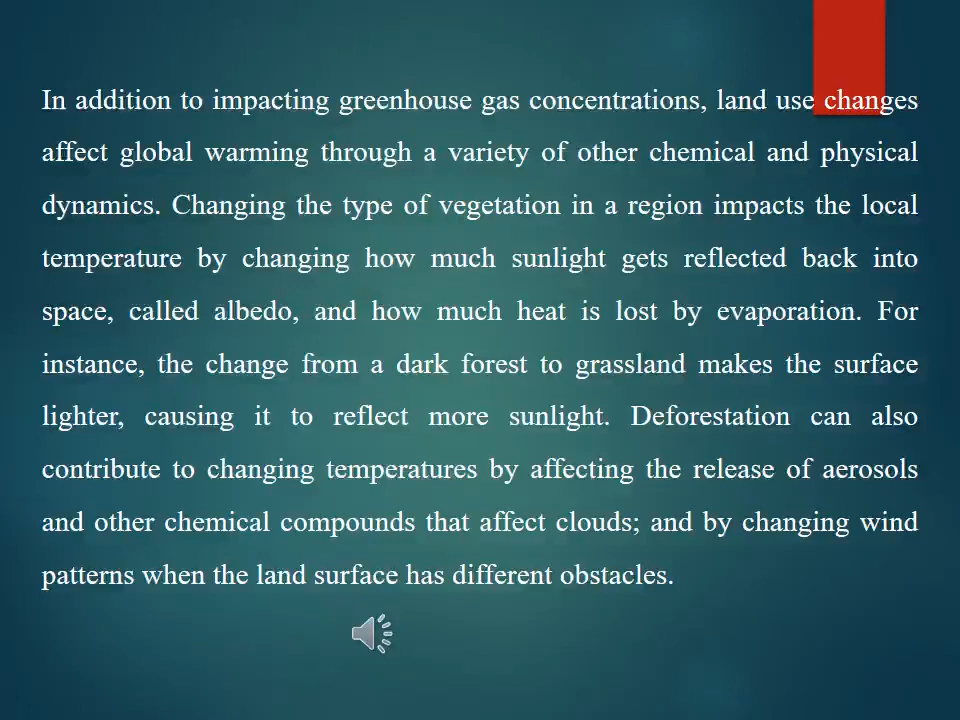 In addition to impacting greenhouse gas concentrations, land use changes
affect global warming through a variety of other chemical and physical
dynamics. Changing the type of vegetation in a region impacts the local
temperature by changing how much sunlight gets reflected back into
space, called albedo, and how much heat is lost by evaporation. For
instance, the change from a dark forest to grassland makes the surface
lighter, causing it to reflect more sunlight. Deforestation can also
contribute to changing temperatures by affecting the release of aerosols
and other chemical compounds that affect clouds; and by changing wind
patterns when the land surface has different obstacles.